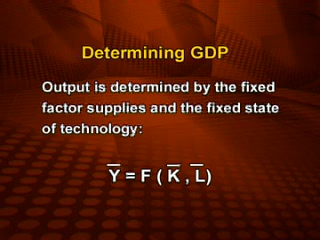 Determining GDP
Output is determined by the fixed
factor supplies and the fixed state
of technology:
Y̅ = F ( K̅ , L̅)